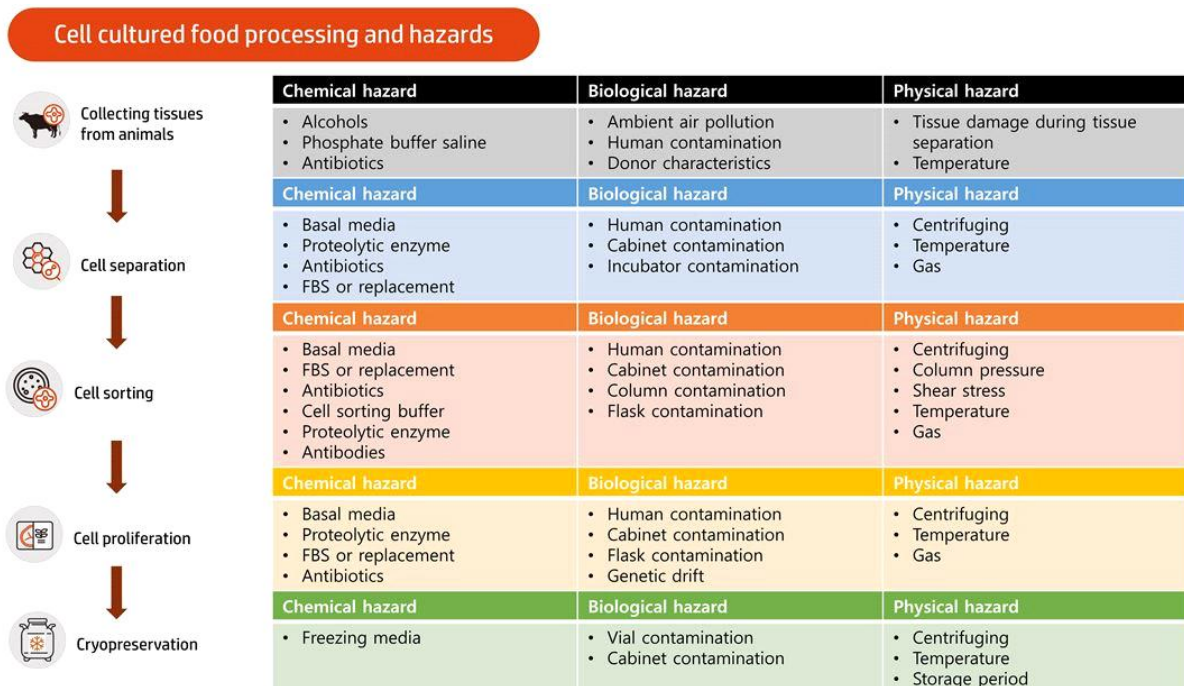 Cell cultured food processing and hazards
Collecting tissues
from animals
Chemical hazard
Biological hazard
Physical hazard
• Alcohols
• Phosphate buffer saline
• Antibiotics
• Ambient air pollution
• Human contamination
• Donor characteristics
• Tissue damage during tissue
separation
• Temperature
Cell separation
Chemical hazard
Biological hazard
Physical hazard
• Basal media
• Proteolytic enzyme
• Antibiotics
• FBS or replacement
• Human contamination
• Cabinet contamination
• Incubator contamination
• Centrifuging
• Temperature
• Gas
Cell sorting
Chemical hazard
Biological hazard
Physical hazard
• Basal media
• FBS or replacement
• Antibiotics
• Cell sorting buffer
• Proteolytic enzyme
• Antibodies
• Human contamination
• Cabinet contamination
• Column contamination
• Flask contamination
• Centrifuging
• Column pressure
• Shear stress
• Temperature
• Gas
Cell proliferation
Chemical hazard
Biological hazard
Physical hazard
• Basal media
• Proteolytic enzyme
• FBS or replacement
• Antibiotics
• Human contamination
• Cabinet contamination
• Flask contamination
• Genetic drift
• Centrifuging
• Temperature
• Gas
Cryopreservation
Chemical hazard
Biological hazard
Physical hazard
• Freezing media
• Vial contamination
• Cabinet contamination
• Centrifuging
• Temperature
• Storage period